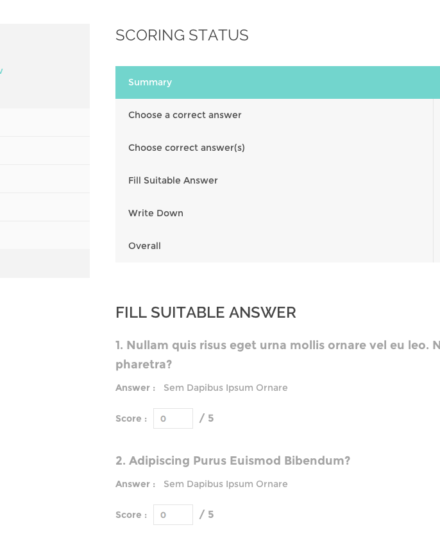 SCORING STATUS
Summary
Choose a correct answer
Choose correct answer(s)
Fill Suitable Answer
Write Down
Overall
FILL SUITABLE ANSWER
1. Nullam quis risus eget urna mollis ornare vel eu leo.
pharetra?
Answer : Sem Dapibus Ipsum Ornare
Score : 0 / 5
2. Adipiscing Purus Euismod Bibendum?
Answer : Sem Dapibus Ipsum Ornare
Score : 0 / 5